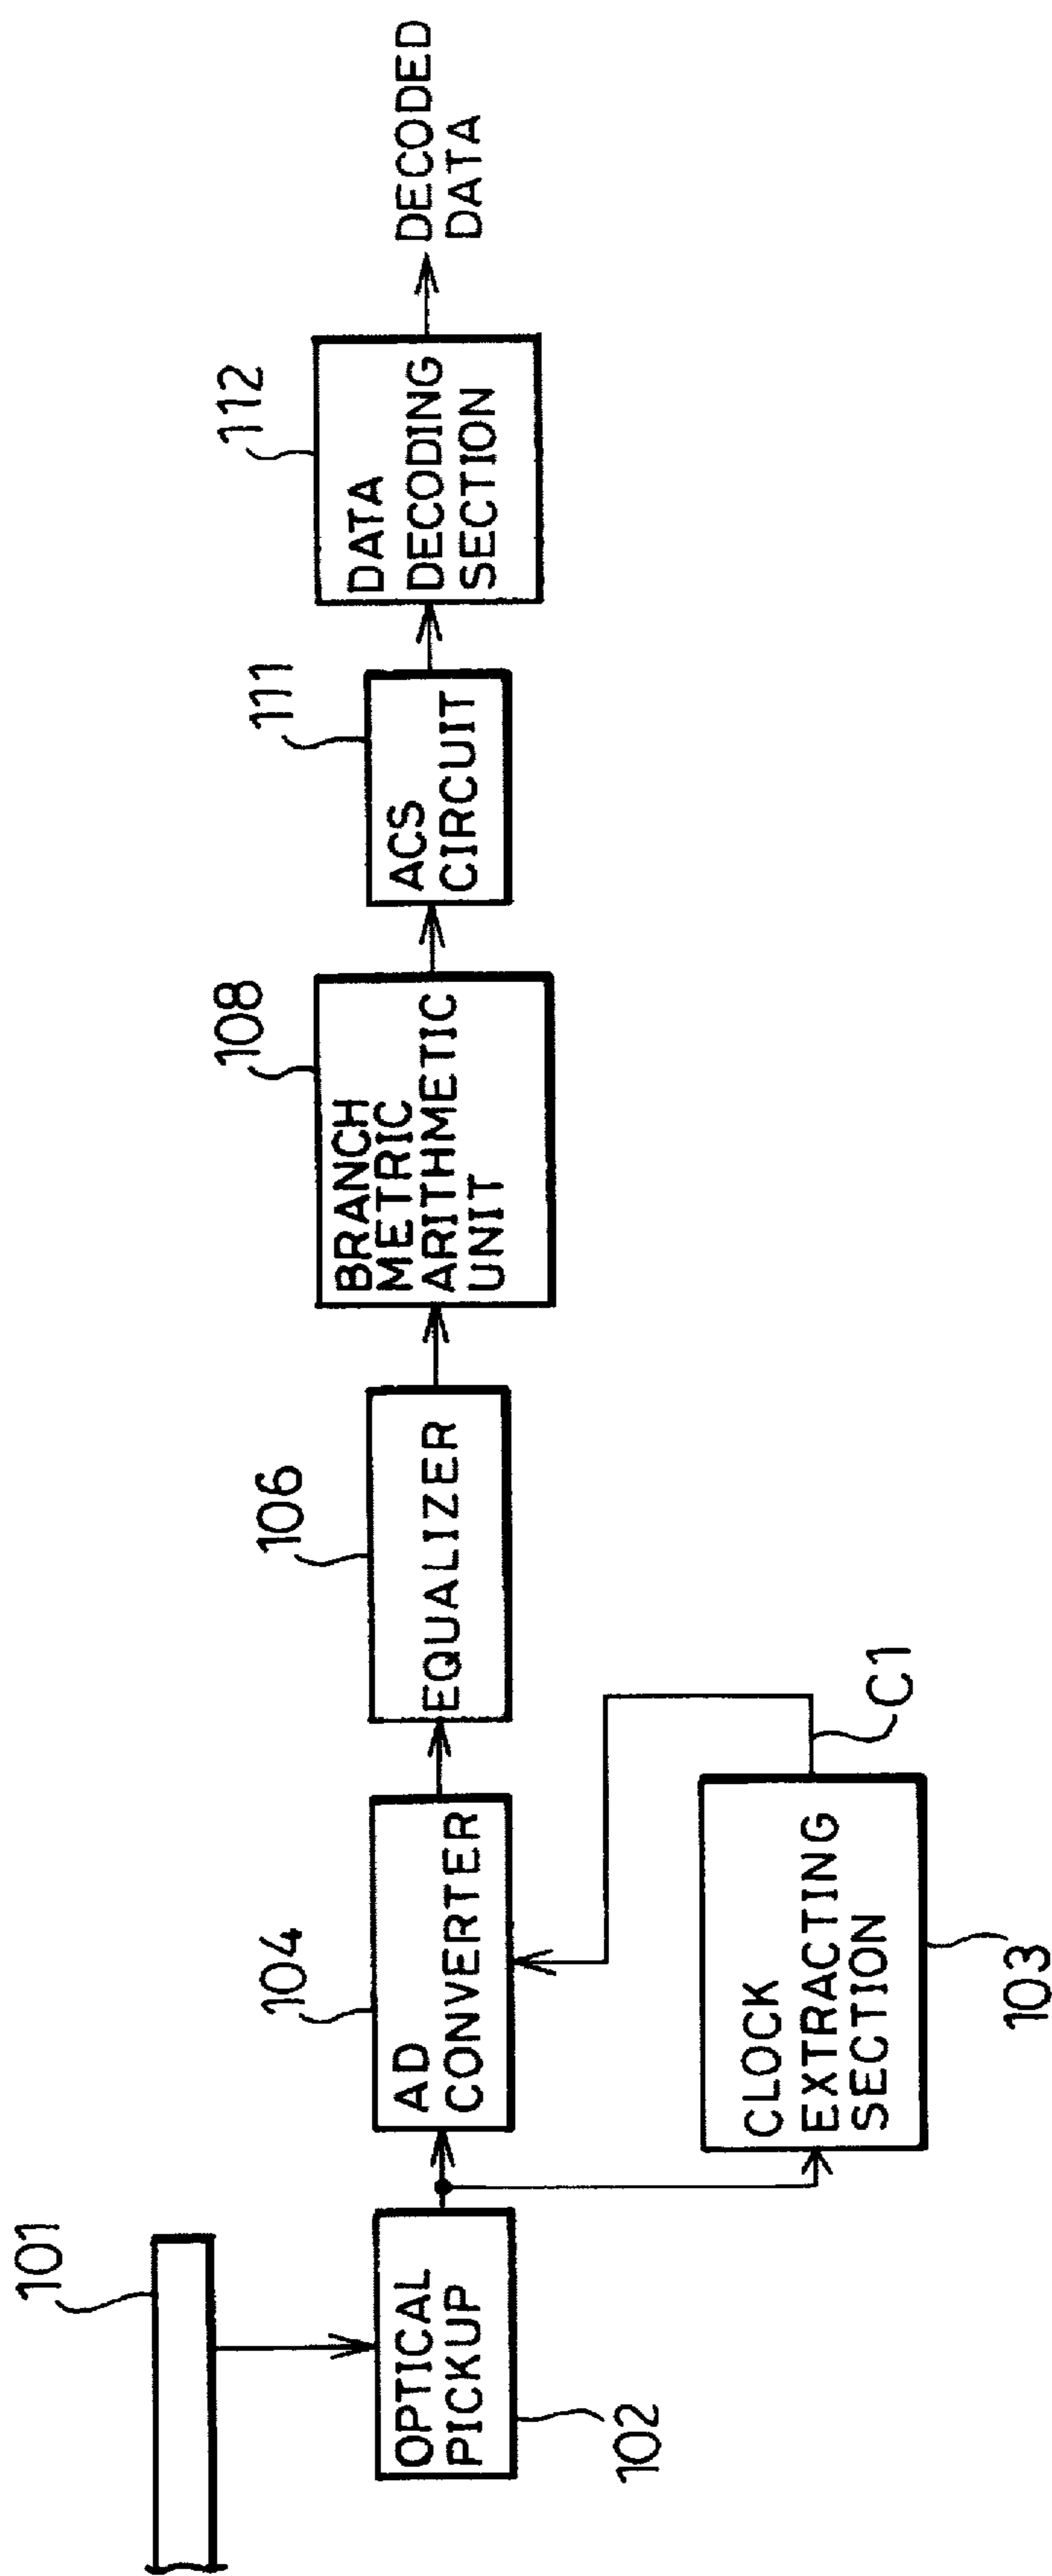 101
OPTICAL
PICKUP
102
104
AD
CONVERTER
CLOCK
EXTRACTING
SECTION
103
C1
106
EQUALIZER
108
BRANCH
METRIC
ARITHMETIC
UNIT
111
ACS
CIRCUIT
112
DATA
DECODING
SECTION
DECODED
DATA